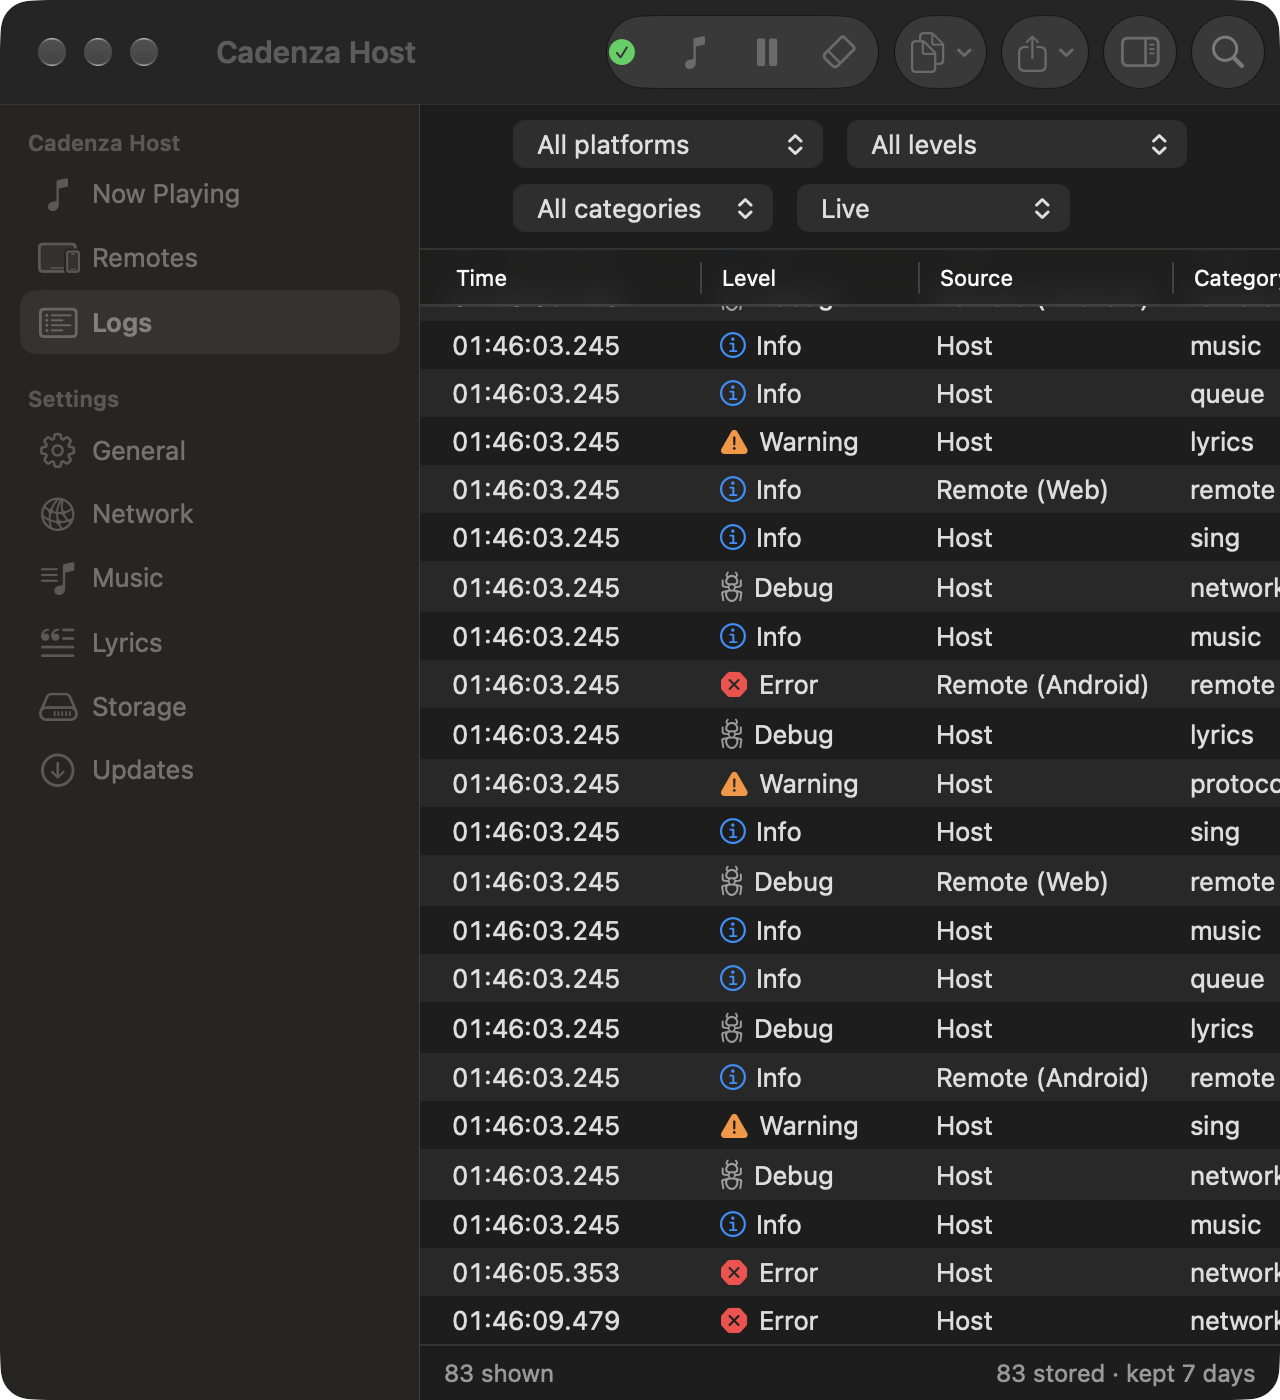 Cadenza Host
Cadenza Host
Now Playing
Remotes
Logs
Settings
General
Network
Music
Lyrics
Storage
Updates
All platforms All levels
All categories Live
Time Level Source Category
01:46:03.245 Info Host music
01:46:03.245 Info Host queue
01:46:03.245 Warning Host lyrics
01:46:03.245 Info Remote (Web) remote
01:46:03.245 Info Host sing
01:46:03.245 Debug Host network
01:46:03.245 Info Host music
01:46:03.245 Error Remote (Android) remote
01:46:03.245 Debug Host lyrics
01:46:03.245 Warning Host protoco
01:46:03.245 Info Host sing
01:46:03.245 Debug Remote (Web) remote
01:46:03.245 Info Host music
01:46:03.245 Info Host queue
01:46:03.245 Debug Host lyrics
01:46:03.245 Info Remote (Android) remote
01:46:03.245 Warning Host sing
01:46:03.245 Debug Host network
01:46:03.245 Info Host music
01:46:05.353 Error Host network
01:46:09.479 Error Host network
83 shown 83 stored · kept 7 days